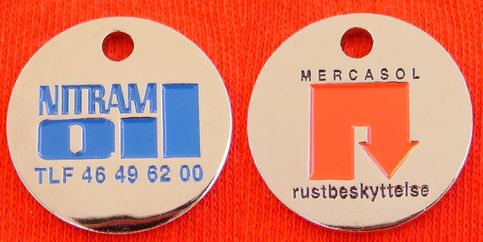 NITRAM
oil
TLF 46 49 62 00
MERCASOL
rustbeskyttelse